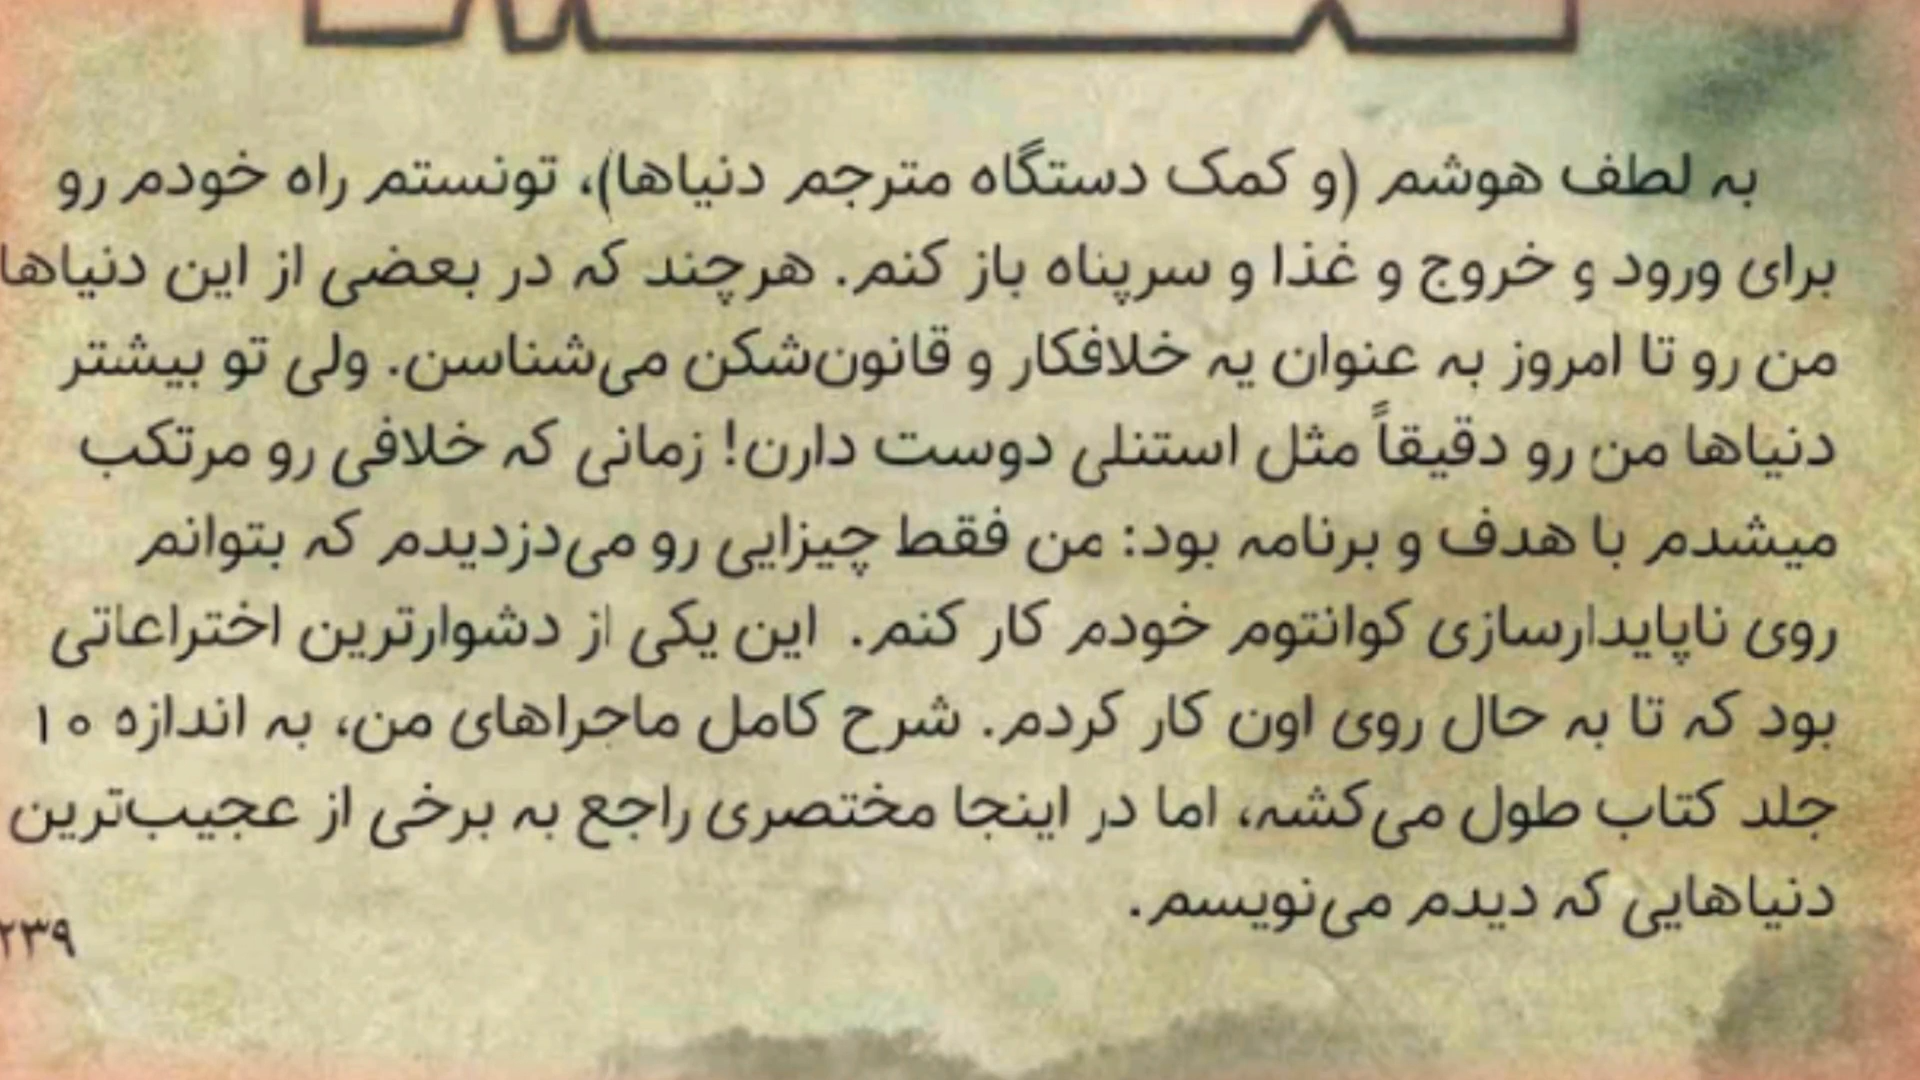 به لطف هوشم (و کمک دستگاه مترجم دنیاها)، تونستم راه خودم رو
برای ورود و خروج و غذا و سرپناه باز کنم. هرچند که در بعضی از این دنیاها
من رو تا امروز به عنوان یه خلافکار و قانون‌شکن می‌شناسن. ولی تو بیشتر
دنیاها من رو دقیقاً مثل استنلی دوست دارن! زمانی که خلافی رو مرتکب
میشدم با هدف و برنامه بود: من فقط چیزایی رو می‌دزدیدم که بتوانم
روی ناپایدارسازی کوانتوم خودم کار کنم. این یکی از دشوارترین اختراعاتی
بود که تا به حال روی اون کار کردم. شرح کامل ماجراهای من، به اندازه ۱۰
جلد کتاب طول می‌کشه، اما در اینجا مختصری راجع به برخی از عجیب‌ترین
دنیاهایی که دیدم می‌نویسم.
۲۳۹